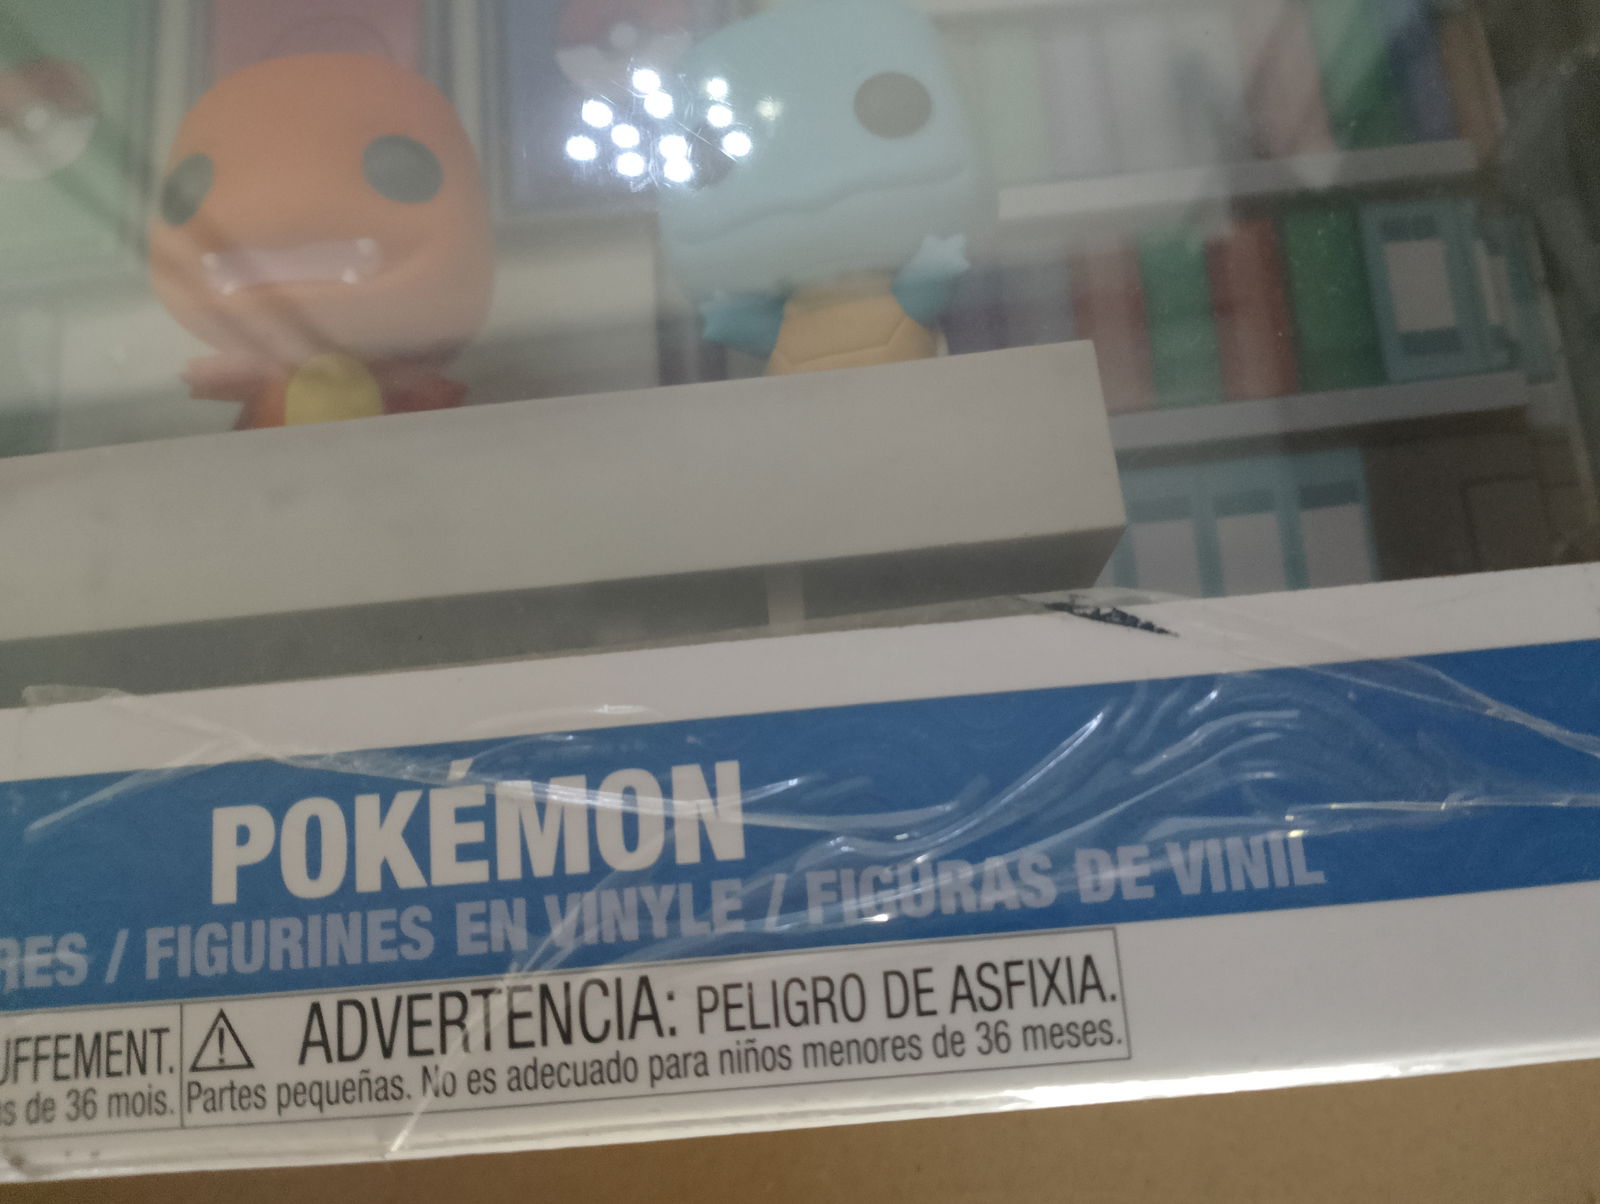 POKÉMON
RES / FIGURINES EN VINYLE / FIGURAS DE VINIL
UFFEMENT.
s de 36 mois.
ADVERTENCIA: PELIGRO DE ASFIXIA.
Partes pequeñas. No es adecuado para niños menores de 36 meses.